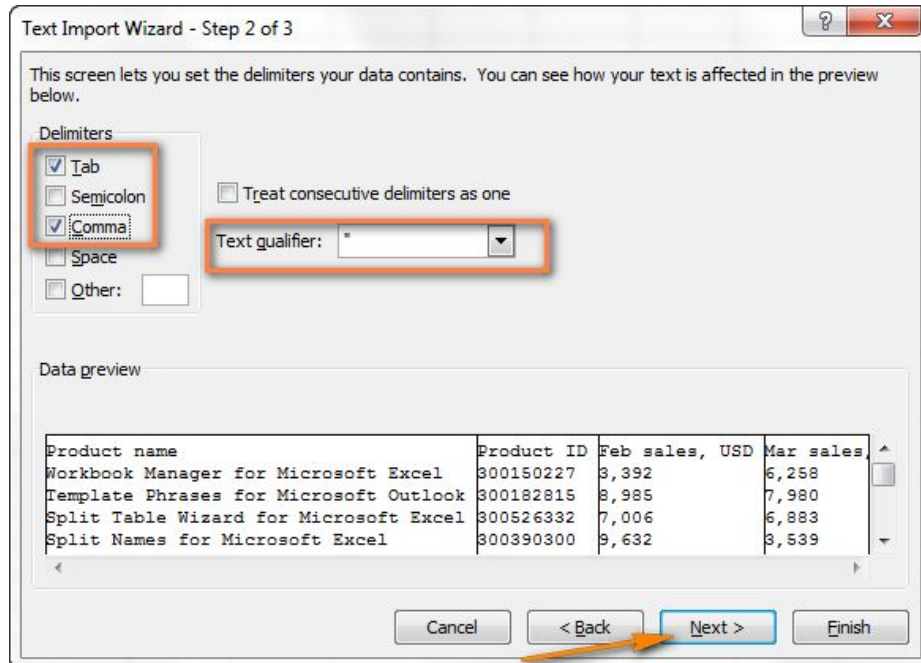 Text Import Wizard - Step 2 of 3
This screen lets you set the delimiters your data contains.  You can see how your text is affected in the preview
below.
Delimiters
Tab
Semicolon
Comma
Space
Other:
Treat consecutive delimiters as one
Text qualifier: "
Data preview
Product name Product ID Feb sales, USD Mar sales,
Workbook Manager for Microsoft Excel 300150227 3,392 6,258
Template Phrases for Microsoft Outlook 300182815 8,985 7,980
Split Table Wizard for Microsoft Excel 300526332 7,006 6,883
Split Names for Microsoft Excel 300390300 9,632 3,539
Cancel < Back Next > Finish